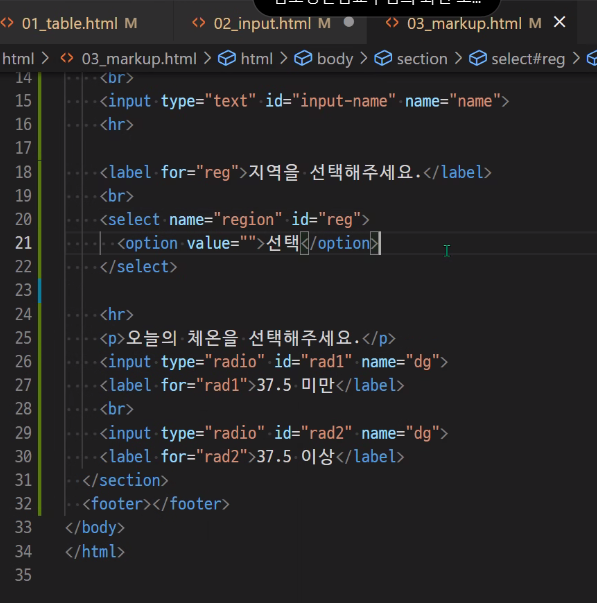 01_table.html M 02_input.html M 03_markup.html M
html > 03_markup.html > html > body > section > select#reg >
14 <br>
15 <input type="text" id="input-name" name="name">
16 <hr>
17
18 <label for="reg">지역을 선택해주세요.</label>
19 <br>
20 <select name="region" id="reg">
21 <option value="">선택</option>
22 </select>
23
24 <hr>
25 <p>오늘의 체온을 선택해주세요.</p>
26 <input type="radio" id="rad1" name="dg">
27 <label for="rad1">37.5 미만</label>
28 <br>
29 <input type="radio" id="rad2" name="dg">
30 <label for="rad2">37.5 이상</label>
31 </section>
32 <footer></footer>
33 </body>
34 </html>
35